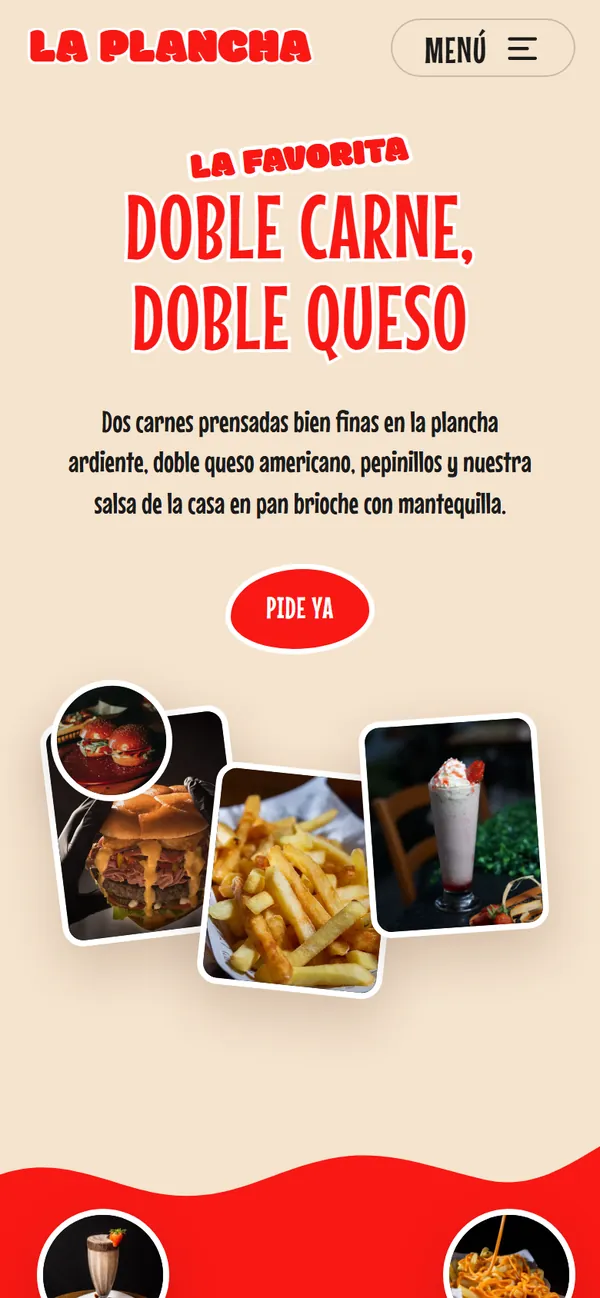 LA PLANCHA
MENÚ
LA FAVORITA
DOBLE CARNE,
DOBLE QUESO
Dos carnes prensadas bien finas en la plancha
ardiente, doble queso americano, pepinillos y nuestra
salsa de la casa en pan brioche con mantequilla.
PIDE YA